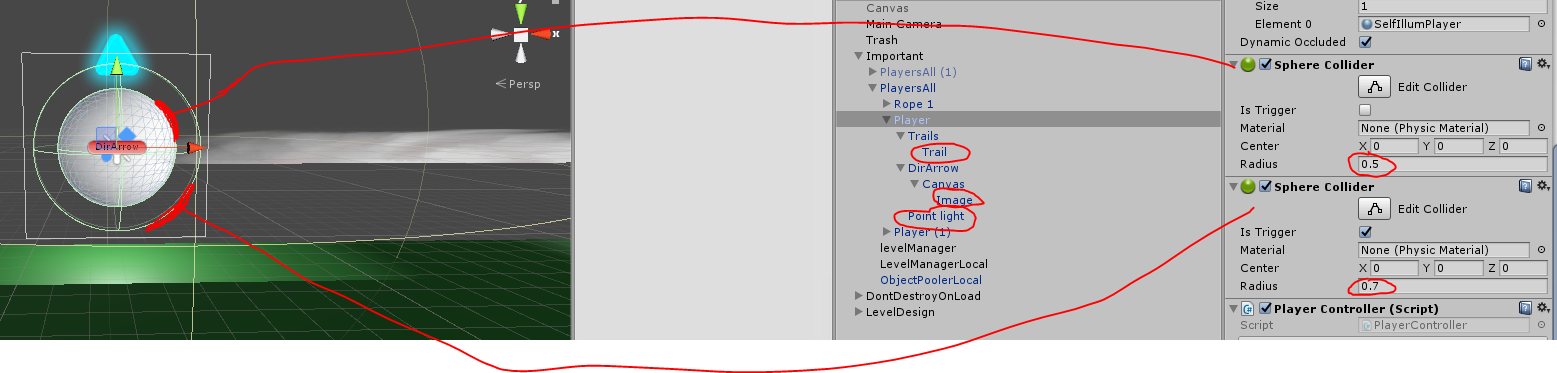 x
Persp
DirArrow
Canvas
Main Camera
Trash
Important
PlayersAll (1)
PlayersAll
Rope 1
Player
Trails
Trail
DirArrow
Canvas
Image
Point light
Player (1)
levelManager
LevelManagerLocal
ObjectPoolerLocal
DontDestroyOnLoad
LevelDesign
Size 1
Element 0 SelfIllumPlayer
Dynamic Occluded
Sphere Collider
Edit Collider
Is Trigger
Material None (Physic Material)
Center X 0 Y 0 Z 0
Radius 0.5
Sphere Collider
Edit Collider
Is Trigger
Material None (Physic Material)
Center X 0 Y 0 Z 0
Radius 0.7
Player Controller (Script)
Script PlayerController